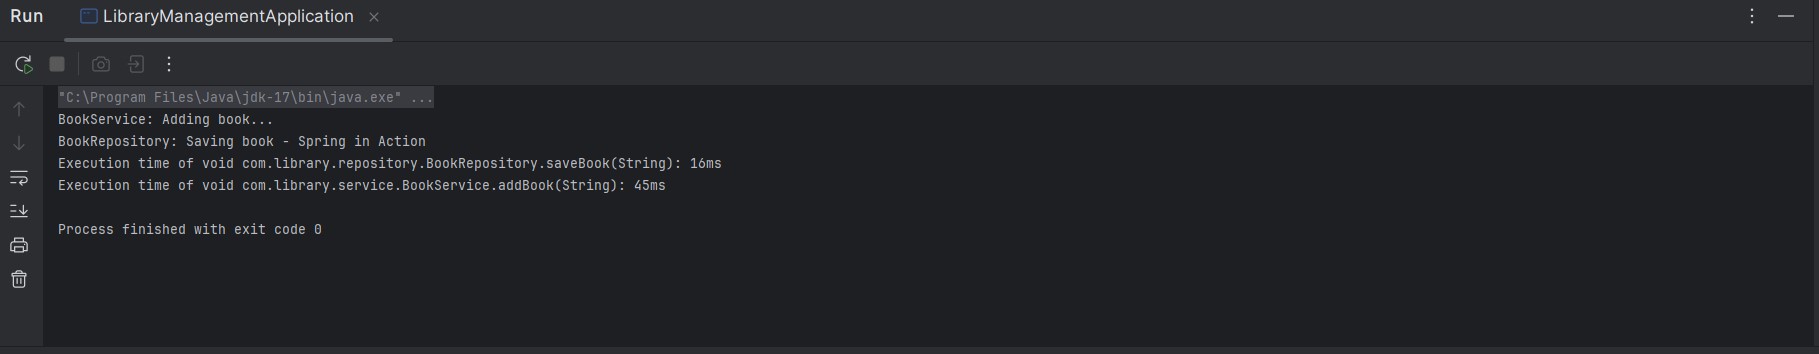 Run LibraryManagementApplication
"C:\Program Files\Java\jdk-17\bin\java.exe" ...
BookService: Adding book...
BookRepository: Saving book - Spring in Action
Execution time of void com.library.repository.BookRepository.saveBook(String): 16ms
Execution time of void com.library.service.BookService.addBook(String): 45ms
Process finished with exit code 0